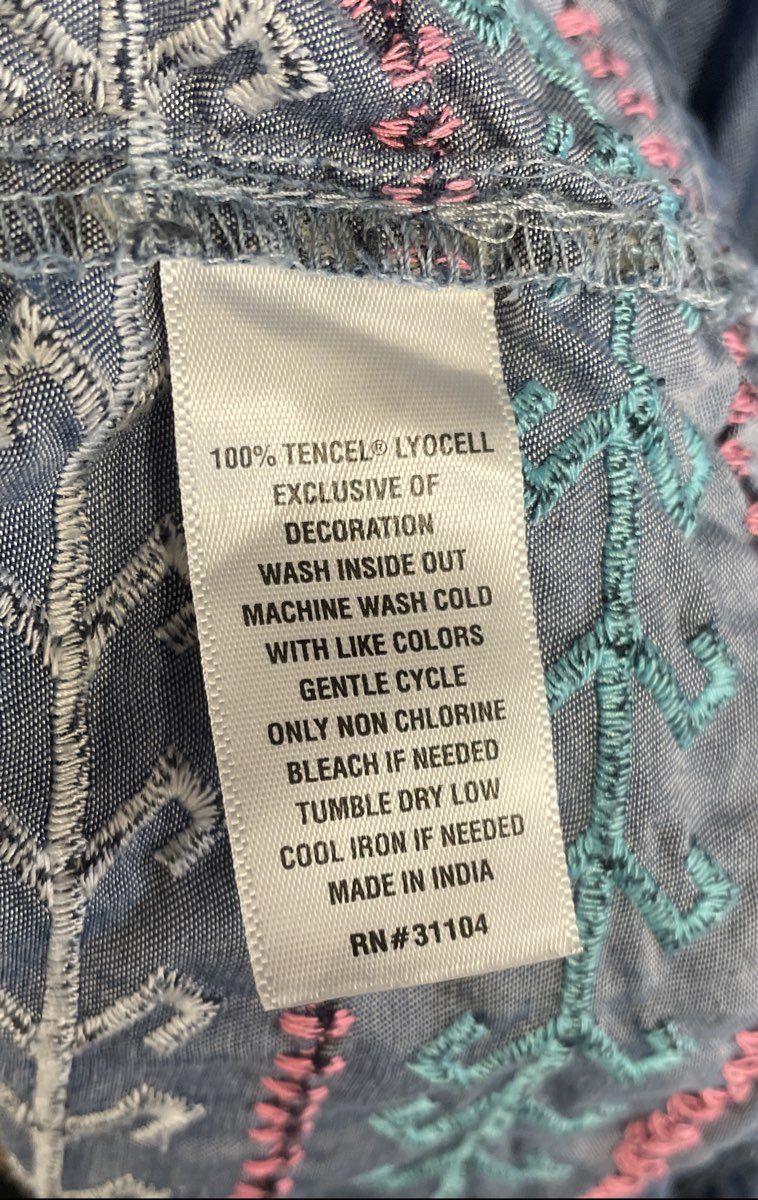 100% TENCEL® LYOCELL
EXCLUSIVE OF
DECORATION
WASH INSIDE OUT
MACHINE WASH COLD
WITH LIKE COLORS
GENTLE CYCLE
ONLY NON CHLORINE
BLEACH IF NEEDED
TUMBLE DRY LOW
COOL IRON IF NEEDED
MADE IN INDIA
RN#31104